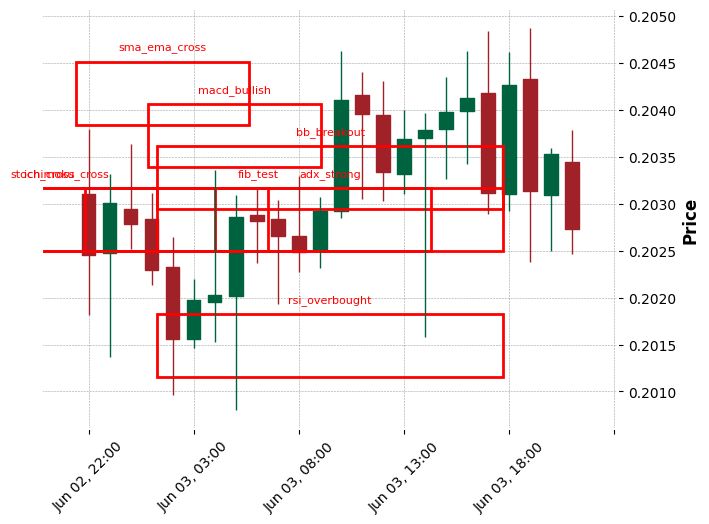 sma_ema_cross
macd_bullish
bb_breakout
fib_test
adx_strong
rsi_overbought
0.2050
0.2045
0.2040
0.2035
0.2030
0.2025
0.2020
0.2015
0.2010
Price
Jun 02, 22:00
Jun 03, 03:00
Jun 03, 08:00
Jun 03, 13:00
Jun 03, 18:00